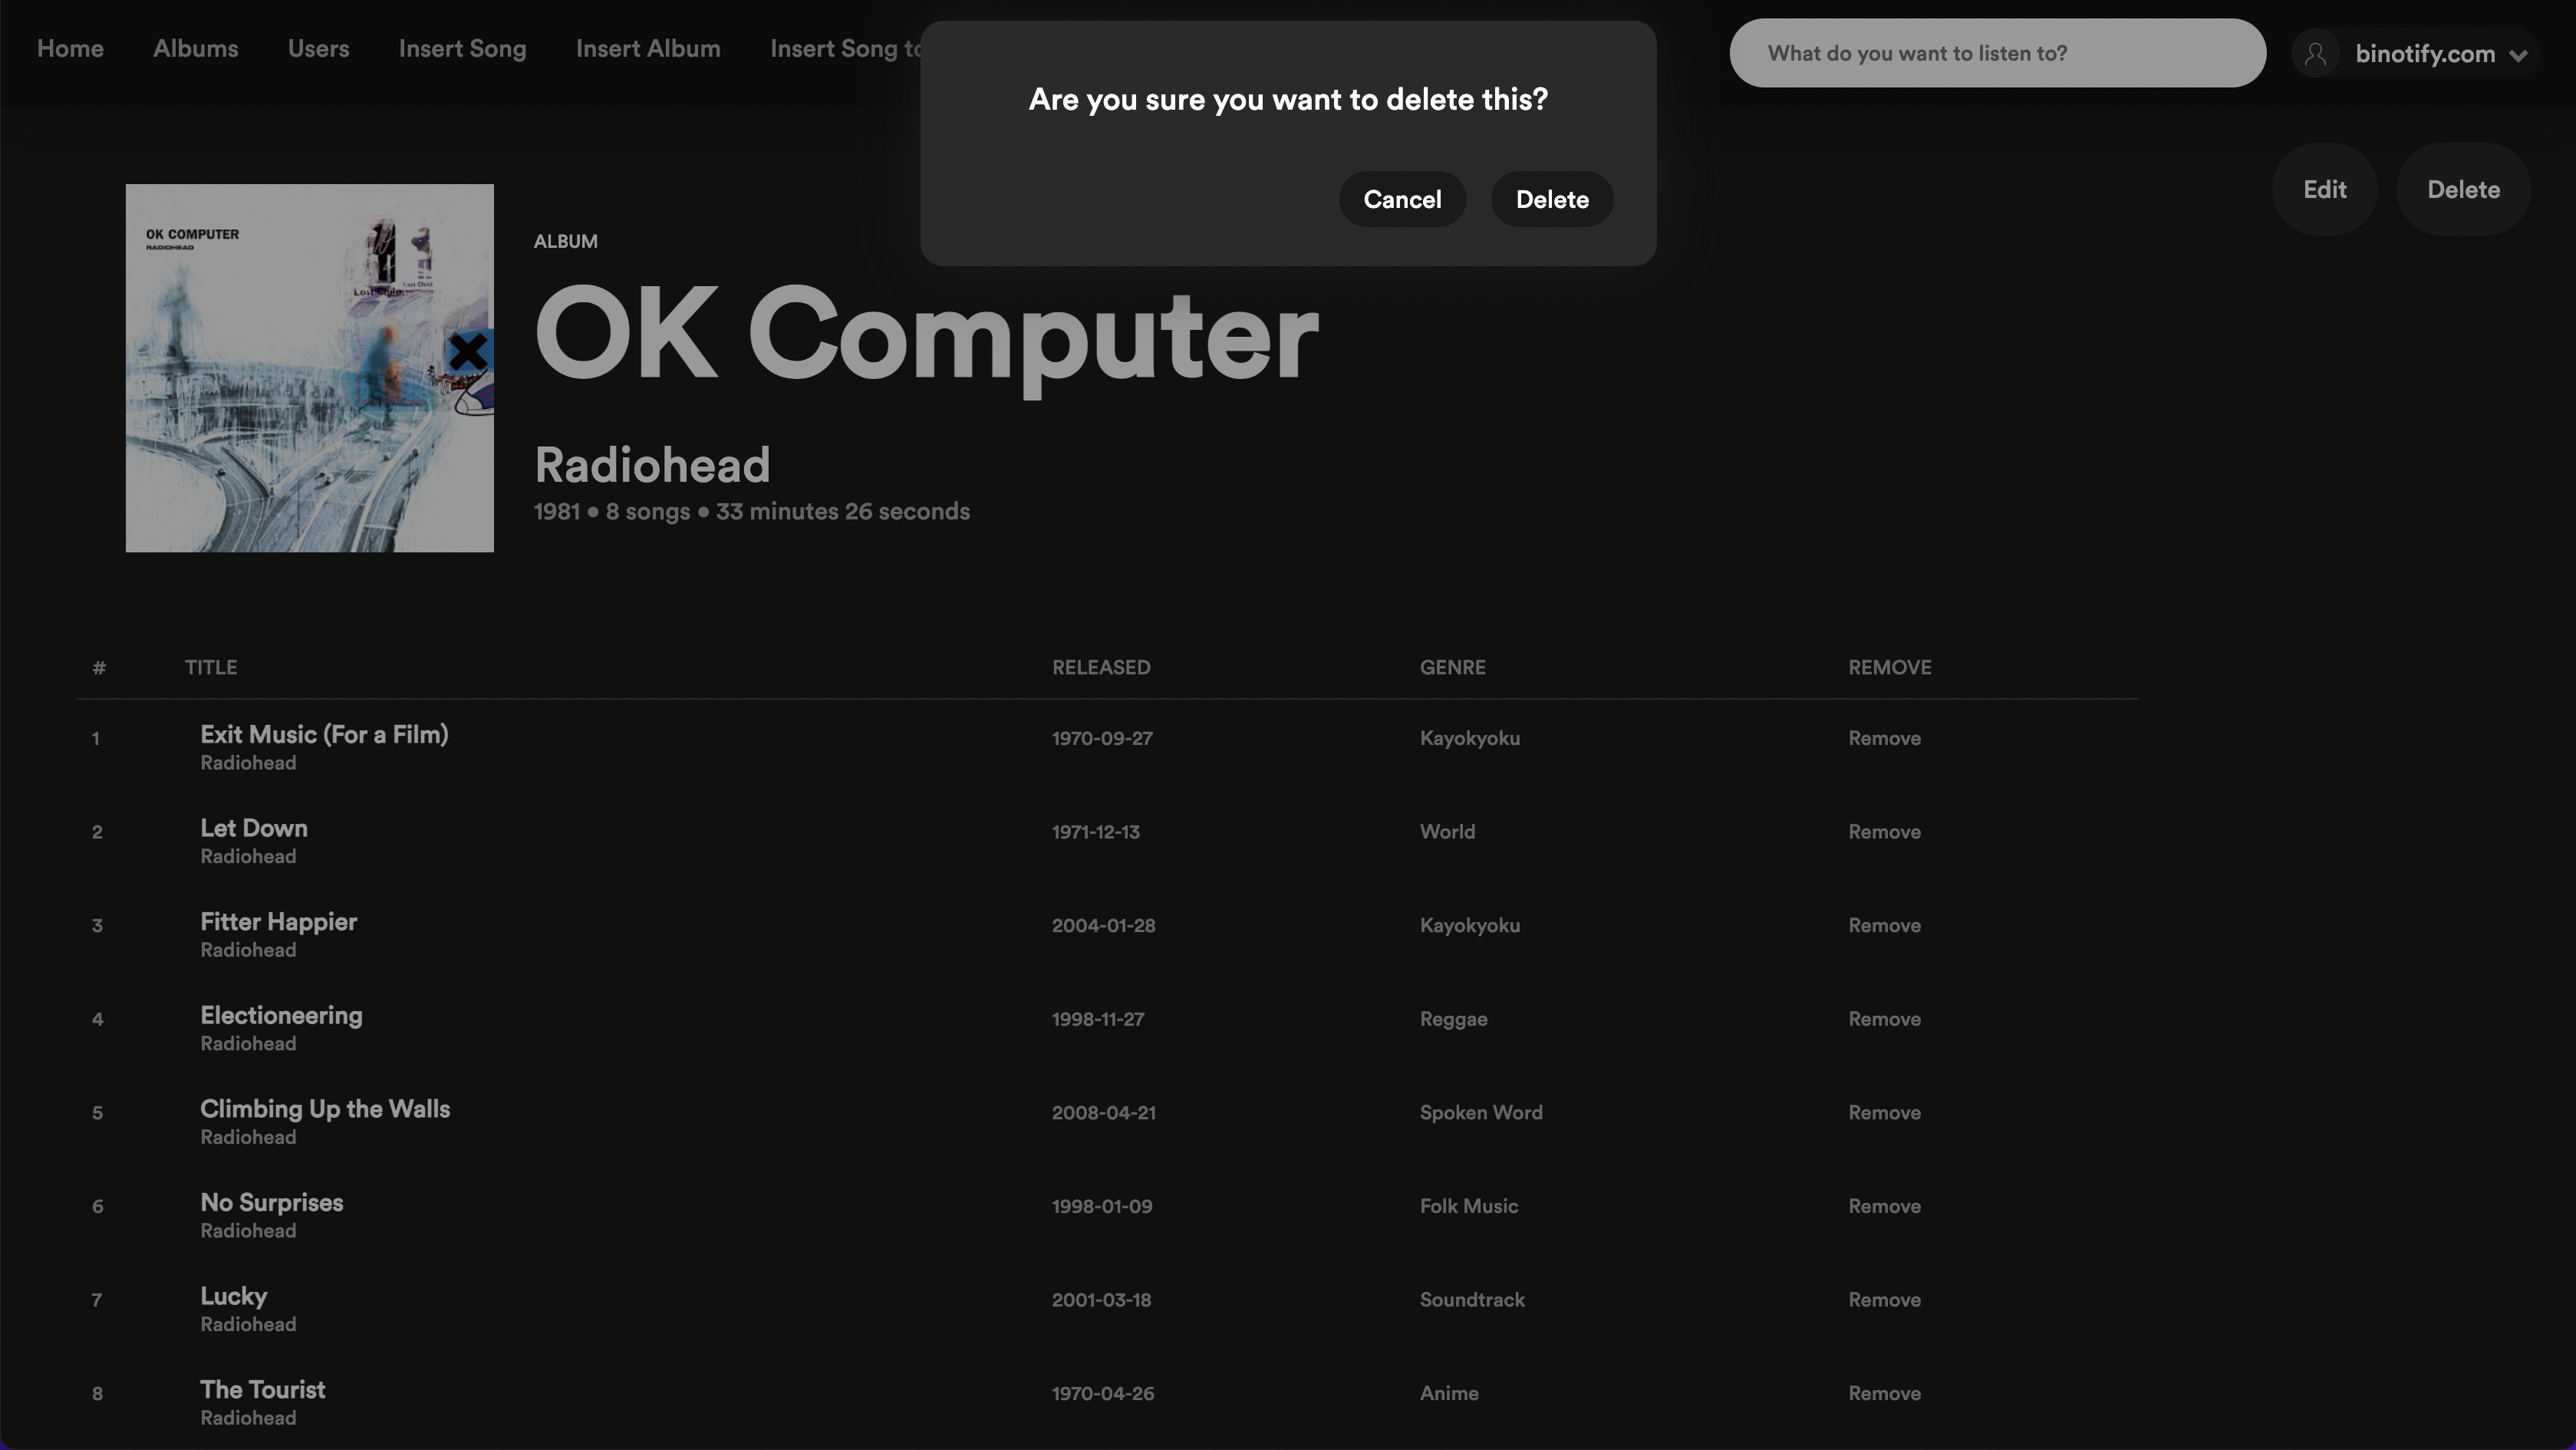 Home Albums Users Insert Song Insert Album Insert Song to
What do you want to listen to?
binotify.com
Are you sure you want to delete this?
Cancel Delete
Edit Delete
OK COMPUTER
RADIOHEAD
Lost Child
Lost Child
ALBUM
OK Computer
Radiohead
1981 • 8 songs • 33 minutes 26 seconds
# TITLE RELEASED GENRE REMOVE
1 Exit Music (For a Film) 1970-09-27 Kayokyoku Remove
Radiohead
2 Let Down 1971-12-13 World Remove
Radiohead
3 Fitter Happier 2004-01-28 Kayokyoku Remove
Radiohead
4 Electioneering 1998-11-27 Reggae Remove
Radiohead
5 Climbing Up the Walls 2008-04-21 Spoken Word Remove
Radiohead
6 No Surprises 1998-01-09 Folk Music Remove
Radiohead
7 Lucky 2001-03-18 Soundtrack Remove
Radiohead
8 The Tourist 1970-04-26 Anime Remove
Radiohead